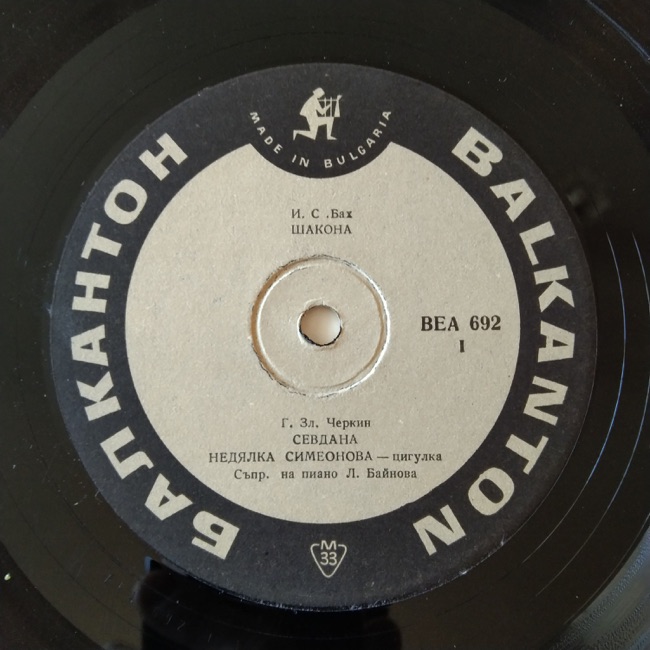 MADE IN BULGARIA
БАЛКАНТОН
BALKANTON
И. С .Бах
ШАКОНА
BEA 692
I
Г. Зл. Черкин
СЕВДАНА
НЕДЯЛКА СИМЕОНОВА — цигулка
Съпр. на пиано Л. Байнова
M
33